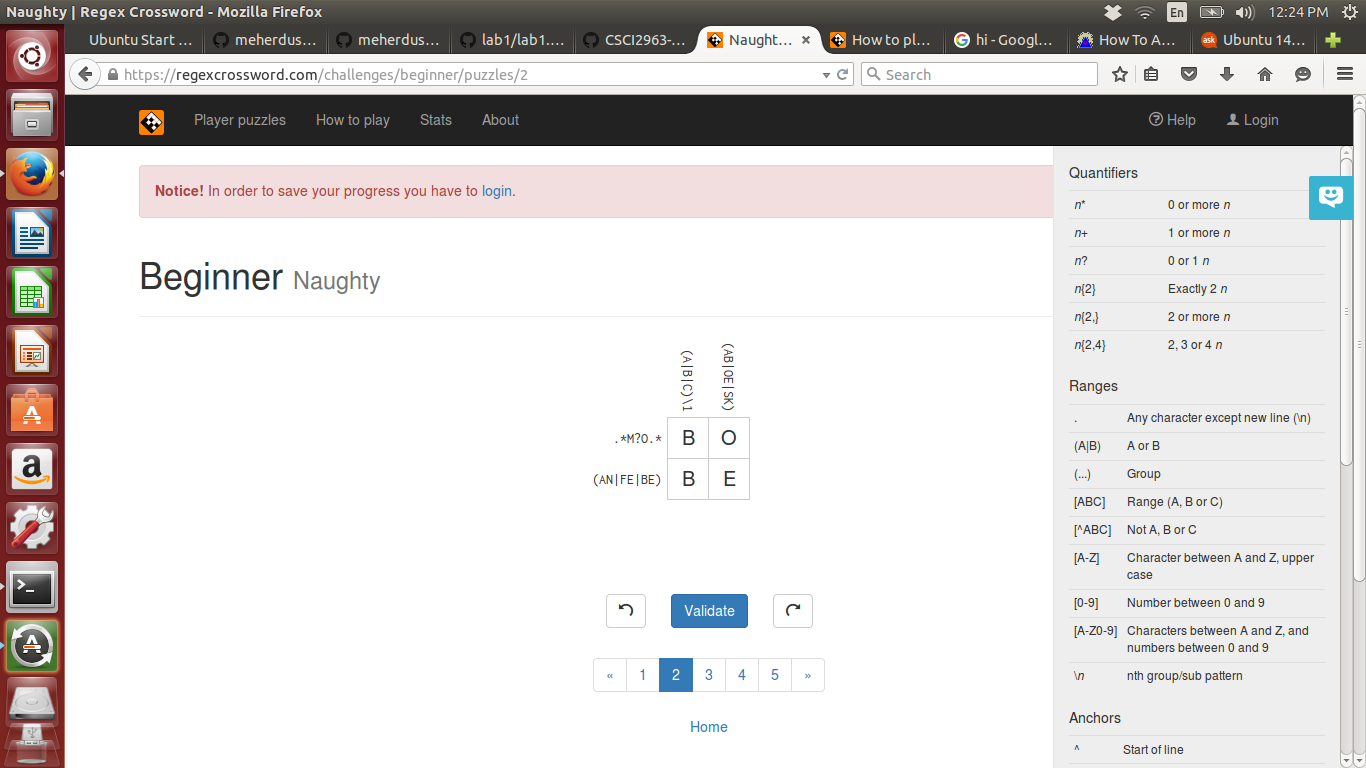 Naughty | Regex Crossword - Mozilla Firefox
En
12:24 PM
Ubuntu Start ...
meherdus...
meherdus...
lab1/lab1....
CSCI2963-...
Naught...
How to pl...
hi - Googl...
How To A...
ask
Ubuntu 14...
https://regexcrossword.com/challenges/beginner/puzzles/2
Search
Player puzzles
How to play
Stats
About
Help
Login
Notice! In order to save your progress you have to login.
Beginner Naughty
(A|B|C)\1
(AB|OE|SK)
.*M?O.*
B O
(AN|FE|BE)
B E
Validate
« 1 2 3 4 5 »
Home
Quantifiers
n* 0 or more n
n+ 1 or more n
n? 0 or 1 n
n{2} Exactly 2 n
n{2,} 2 or more n
n{2,4} 2, 3 or 4 n
Ranges
. Any character except new line (\n)
(A|B) A or B
(...) Group
[ABC] Range (A, B or C)
[^ABC] Not A, B or C
[A-Z] Character between A and Z, upper
case
[0-9] Number between 0 and 9
[A-Z0-9] Characters between A and Z, and
numbers between 0 and 9
\n nth group/sub pattern
Anchors
^ Start of line